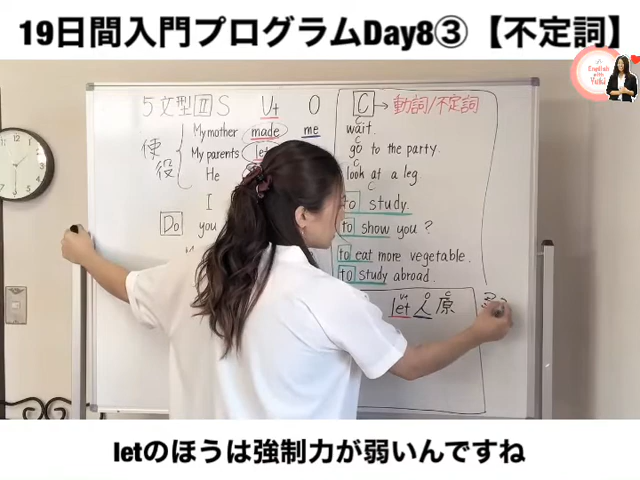 19日間入門プログラムDay8③【不定詞】
English
with
Yuki
5文型Ⅱ S V+ O C→動詞/不定詞
使役
My mother made me wait.
My parents let go to the party.
He look at a leg.
I to study.
Do you to show you?
to eat more vegetable.
to study abroad.
let 人 原
letのほうは強制力が弱いんですね